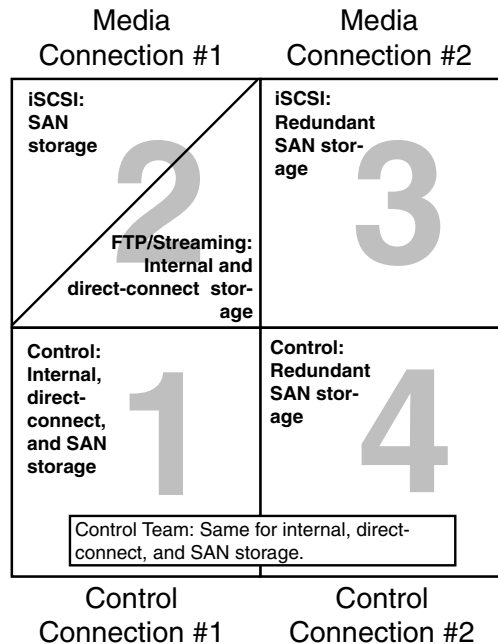 Media
Connection #1
Media
Connection #2
iSCSI:
SAN
storage
2
FTP/Streaming:
Internal and
direct-connect stor-
age
iSCSI:
Redundant
SAN stor-
age
3
Control:
Internal,
direct-
connect,
and SAN
storage
1
Control:
Redundant
SAN stor-
age
4
Control Team: Same for internal, direct-
connect, and SAN storage.
Control
Connection #1
Control
Connection #2